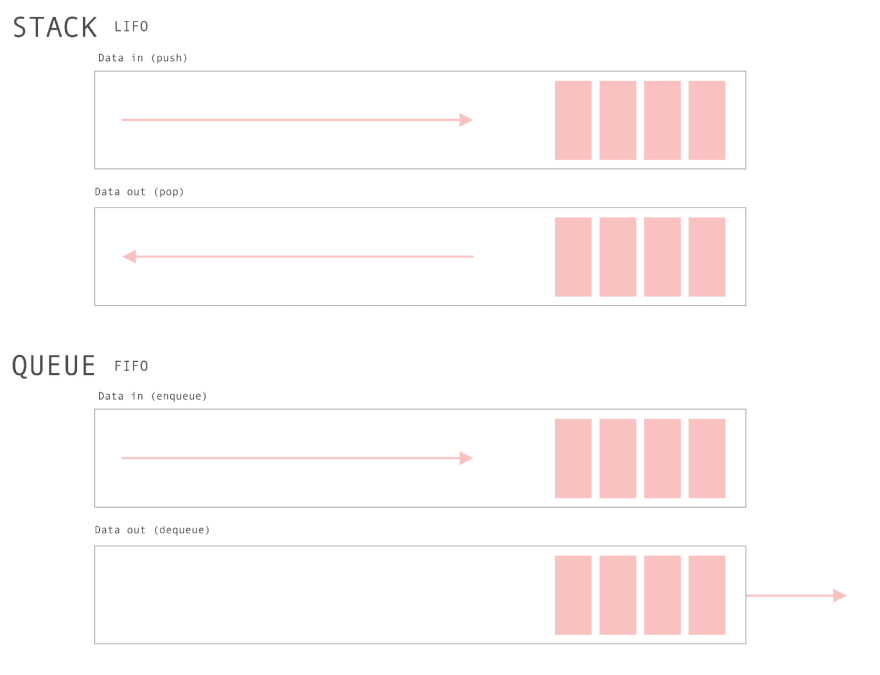 STACK LIFO
Data in (push)
Data out (pop)
QUEUE FIFO
Data in (enqueue)
Data out (dequeue)